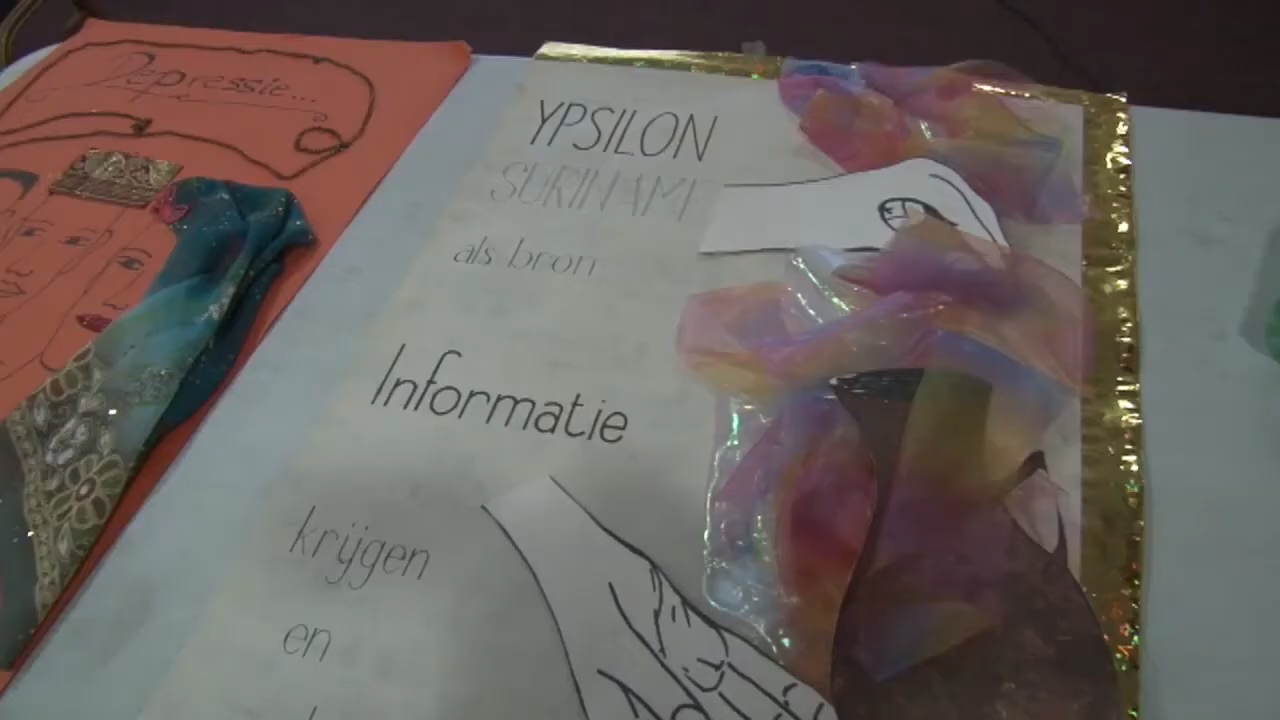 Depressie...
YPSILON
SURINAME
als bron
Informatie
krijgen
en